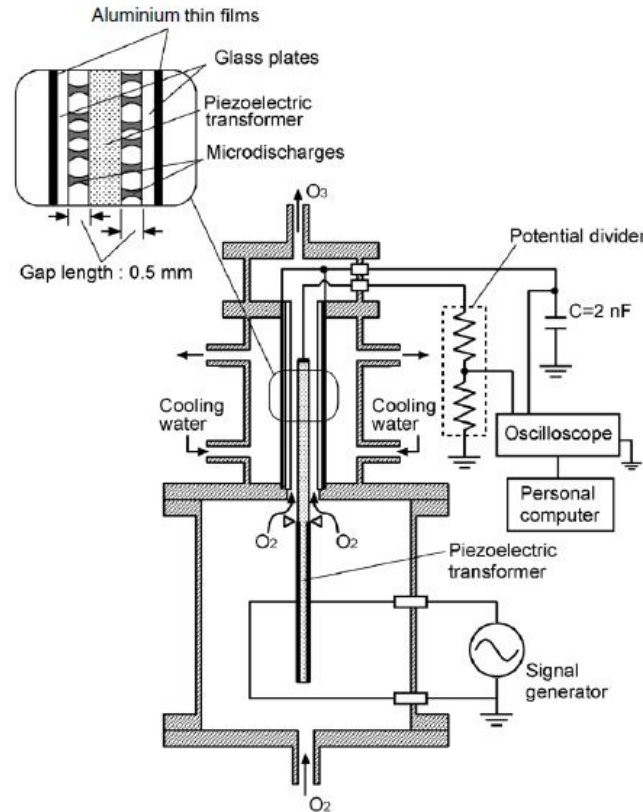 Aluminium thin films
Glass plates
Piezoelectric
transformer
Microdischarges
Gap length : 0.5 mm
O3
Potential divider
C=2 nF
Cooling
water
Cooling
water
Oscilloscope
Personal
computer
O2
O2
Piezoelectric
transformer
Signal
generator
O2